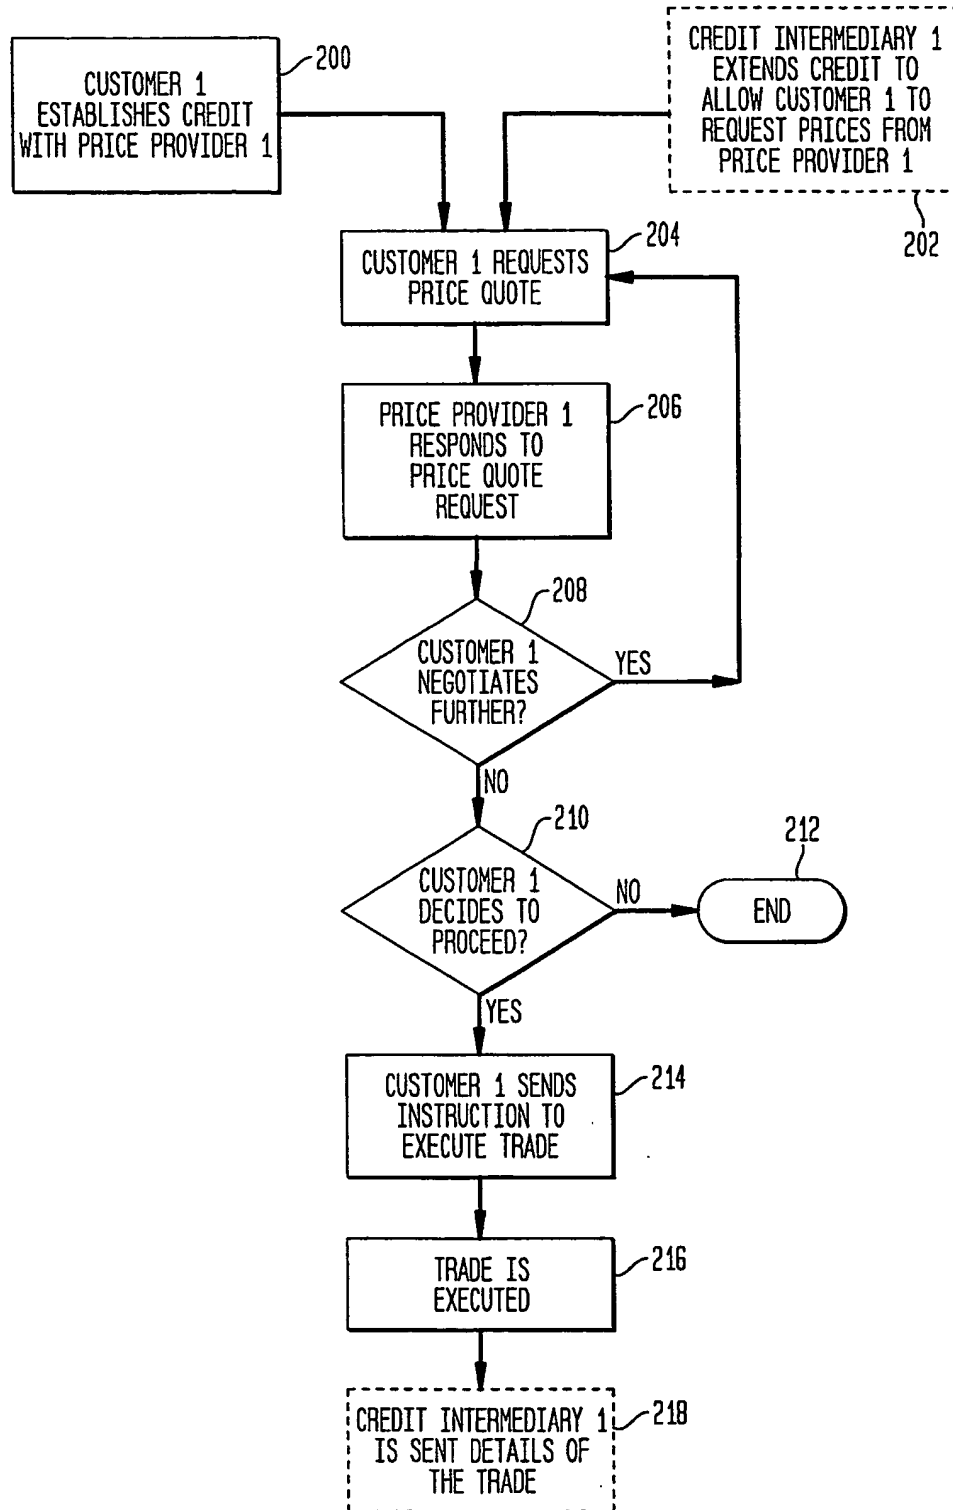 200
CUSTOMER 1
ESTABLISHES CREDIT
WITH PRICE PROVIDER 1
CREDIT INTERMEDIARY 1
EXTENDS CREDIT TO
ALLOW CUSTOMER 1 TO
REQUEST PRICES FROM
PRICE PROVIDER 1
202
204
CUSTOMER 1 REQUESTS
PRICE QUOTE
206
PRICE PROVIDER 1
RESPONDS TO
PRICE QUOTE
REQUEST
208
CUSTOMER 1
NEGOTIATES
FURTHER?
YES
NO
210
CUSTOMER 1
DECIDES TO
PROCEED?
NO
212
END
YES
214
CUSTOMER 1 SENDS
INSTRUCTION TO
EXECUTE TRADE
216
TRADE IS
EXECUTED
218
CREDIT INTERMEDIARY 1
IS SENT DETAILS OF
THE TRADE